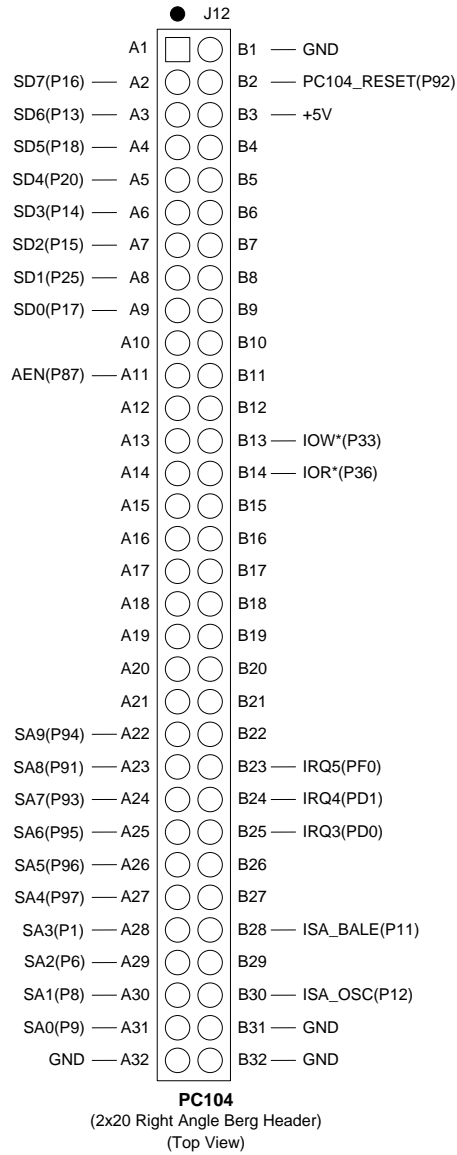 J12
A1 B1 GND
SD7(P16) A2 B2 PC104_RESET(P92)
SD6(P13) A3 B3 +5V
SD5(P18) A4 B4
SD4(P20) A5 B5
SD3(P14) A6 B6
SD2(P15) A7 B7
SD1(P25) A8 B8
SD0(P17) A9 B9
A10 B10
AEN(P87) A11 B11
A12 B12
A13 B13 IOW*(P33)
A14 B14 IOR*(P36)
A15 B15
A16 B16
A17 B17
A18 B18
A19 B19
A20 B20
A21 B21
SA9(P94) A22 B22
SA8(P91) A23 B23 IRQ5(PF0)
SA7(P93) A24 B24 IRQ4(PD1)
SA6(P95) A25 B25 IRQ3(PD0)
SA5(P96) A26 B26
SA4(P97) A27 B27
SA3(P1) A28 B28 ISA_BALE(P11)
SA2(P6) A29 B29
SA1(P8) A30 B30 ISA_OSC(P12)
SA0(P9) A31 B31 GND
GND A32 B32 GND
PC104
(2x20 Right Angle Berg Header)
(Top View)